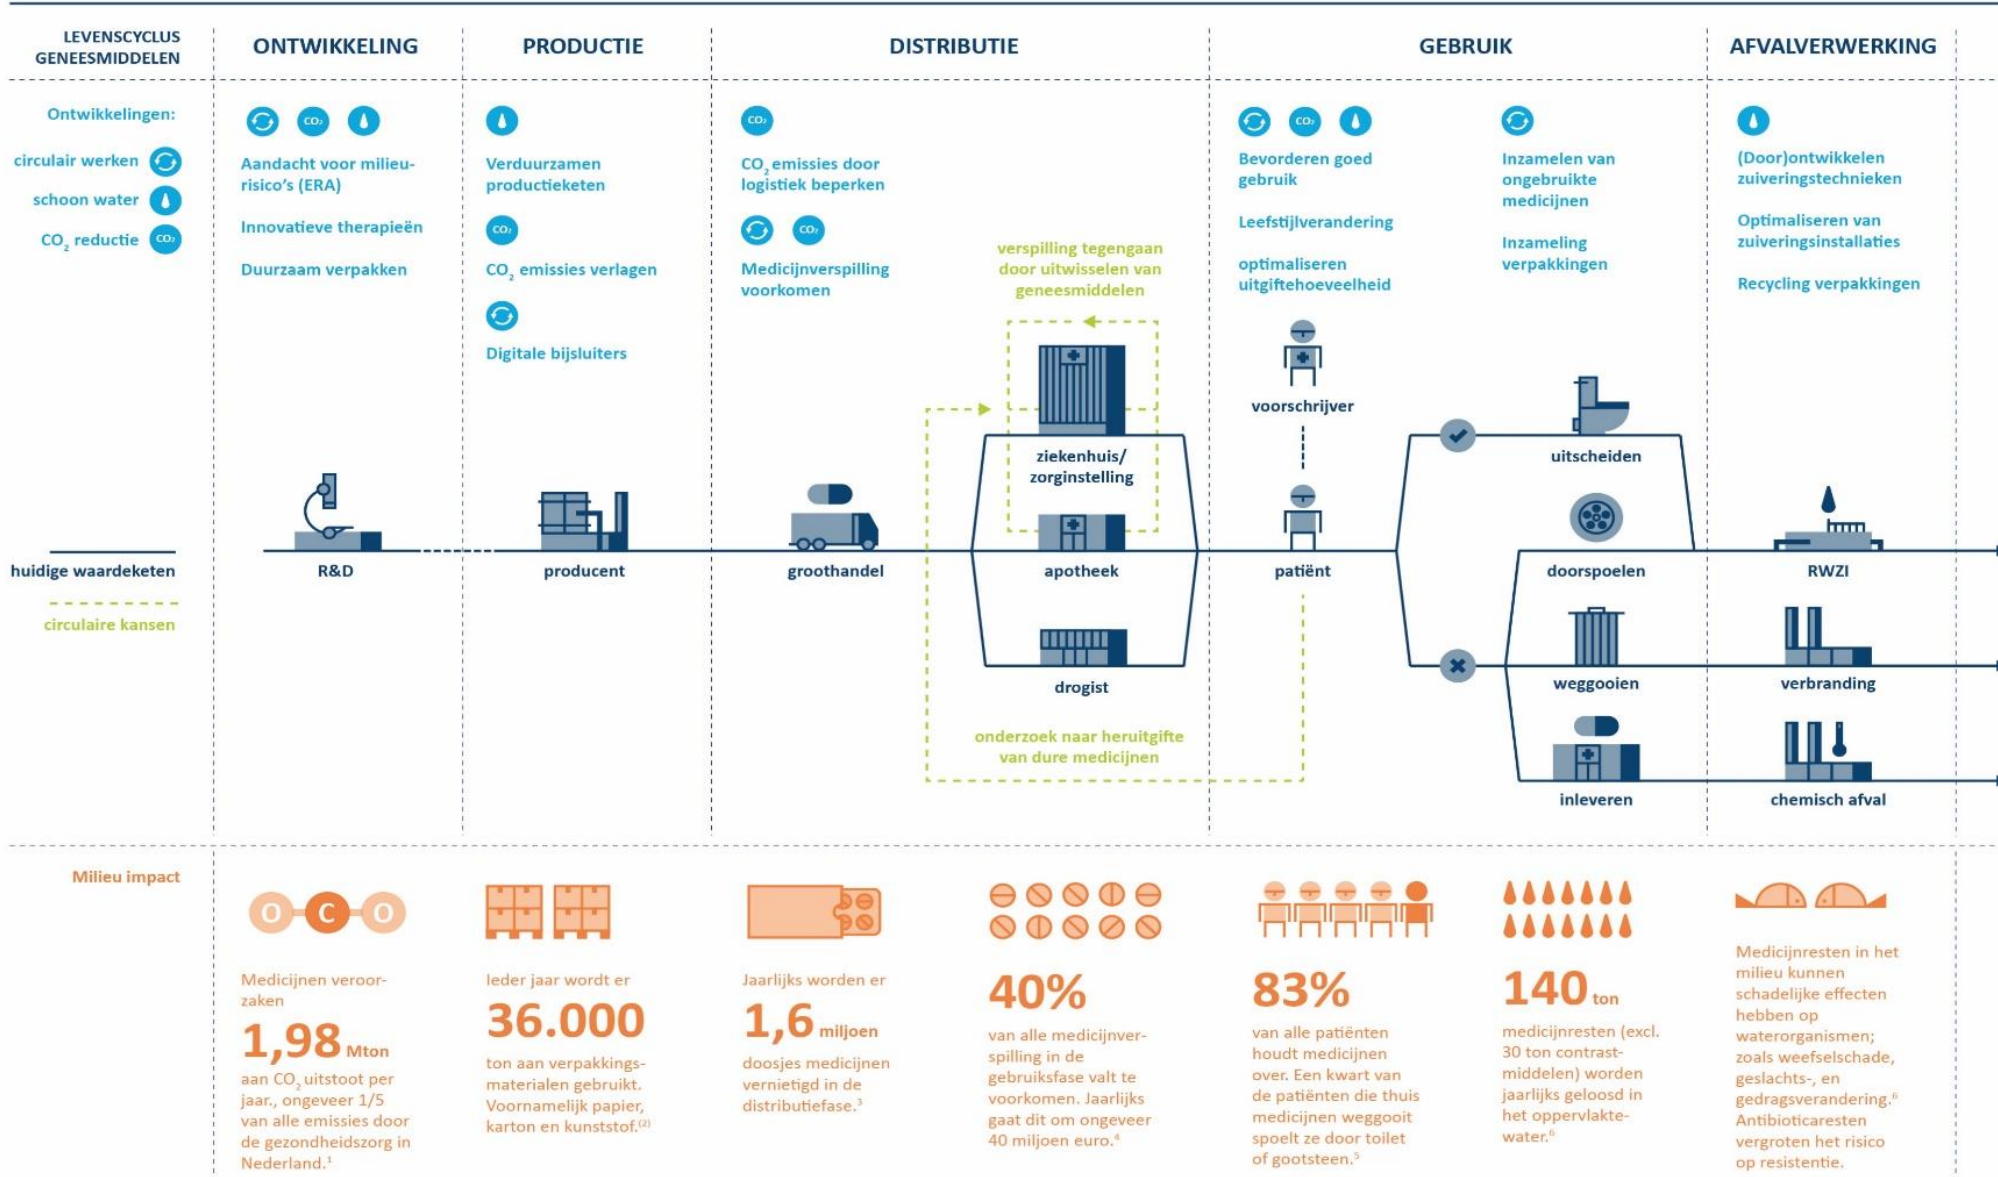 LEVENSCYCLUS
GENEESMIDDELEN
ONTWIKKELING
PRODUCTIE
DISTRIBUTIE
GEBRUIK
AFVALVERWERKING
Ontwikkelingen:
circulair werken
schoon water
CO₂ reductie
CO₂
CO₂
Aandacht voor milieu-
risico's (ERA)
Innovatieve therapieën
Duurzaam verpakken
Verduurzamen
productieketen
CO₂
CO₂ emissies verlagen
Digitale bijsluiters
CO₂
CO₂ emissies door
logistiek beperken
CO₂
Medicijnverspilling
voorkomen
verspilling tegengaan
door uitwisselen van
geneesmiddelen
CO₂
Bevorderen goed
gebruik
Leefstijlverandering
optimaliseren
uitgiftehoeveelheid
Inzamelen van
ongebruikte
medicijnen
Inzameling
verpakkingen
(Door)ontwikkelen
zuiveringstechnieken
Optimaliseren van
zuiveringsinstallaties
Recycling verpakkingen
huidige waardeketen
circulaire kansen
R&D
producent
groothandel
ziekenhuis/
zorginstelling
apotheek
drogist
onderzoek naar heruitgifte
van dure medicijnen
voorschrijver
patiënt
uitscheiden
doorspoelen
weggooien
inleveren
RWZI
verbranding
chemisch afval
Milieu impact
O C O
Medicijnen veroor-
zaken
1,98 Mton
aan CO₂ uitstoot per
jaar., ongeveer 1/5
van alle emissies door
de gezondheidszorg in
Nederland.¹
Ieder jaar wordt er
36.000
ton aan verpakkings-
materialen gebruikt.
Voornamelijk papier,
karton en kunststof.⁽²⁾
Jaarlijks worden er
1,6 miljoen
doosjes medicijnen
vernietigd in de
distributiefase.³
40%
van alle medicijnver-
spilling in de
gebruiksfase valt te
voorkomen. Jaarlijks
gaat dit om ongeveer
40 miljoen euro.⁴
83%
van alle patiënten
houdt medicijnen
over. Een kwart van
de patiënten die thuis
medicijnen weggooit
spoelt ze door toilet
of gootsteen.⁵
140 ton
medicijnresten (excl.
30 ton contrast-
middelen) worden
jaarlijks geloosd in
het oppervlakte-
water.⁶
Medicijnresten in het
milieu kunnen
schadelijke effecten
hebben op
waterorganismen;
zoals weefselschade,
geslachts-, en
gedragsverandering.⁶
Antibioticaresten
vergroten het risico
op resistentie.